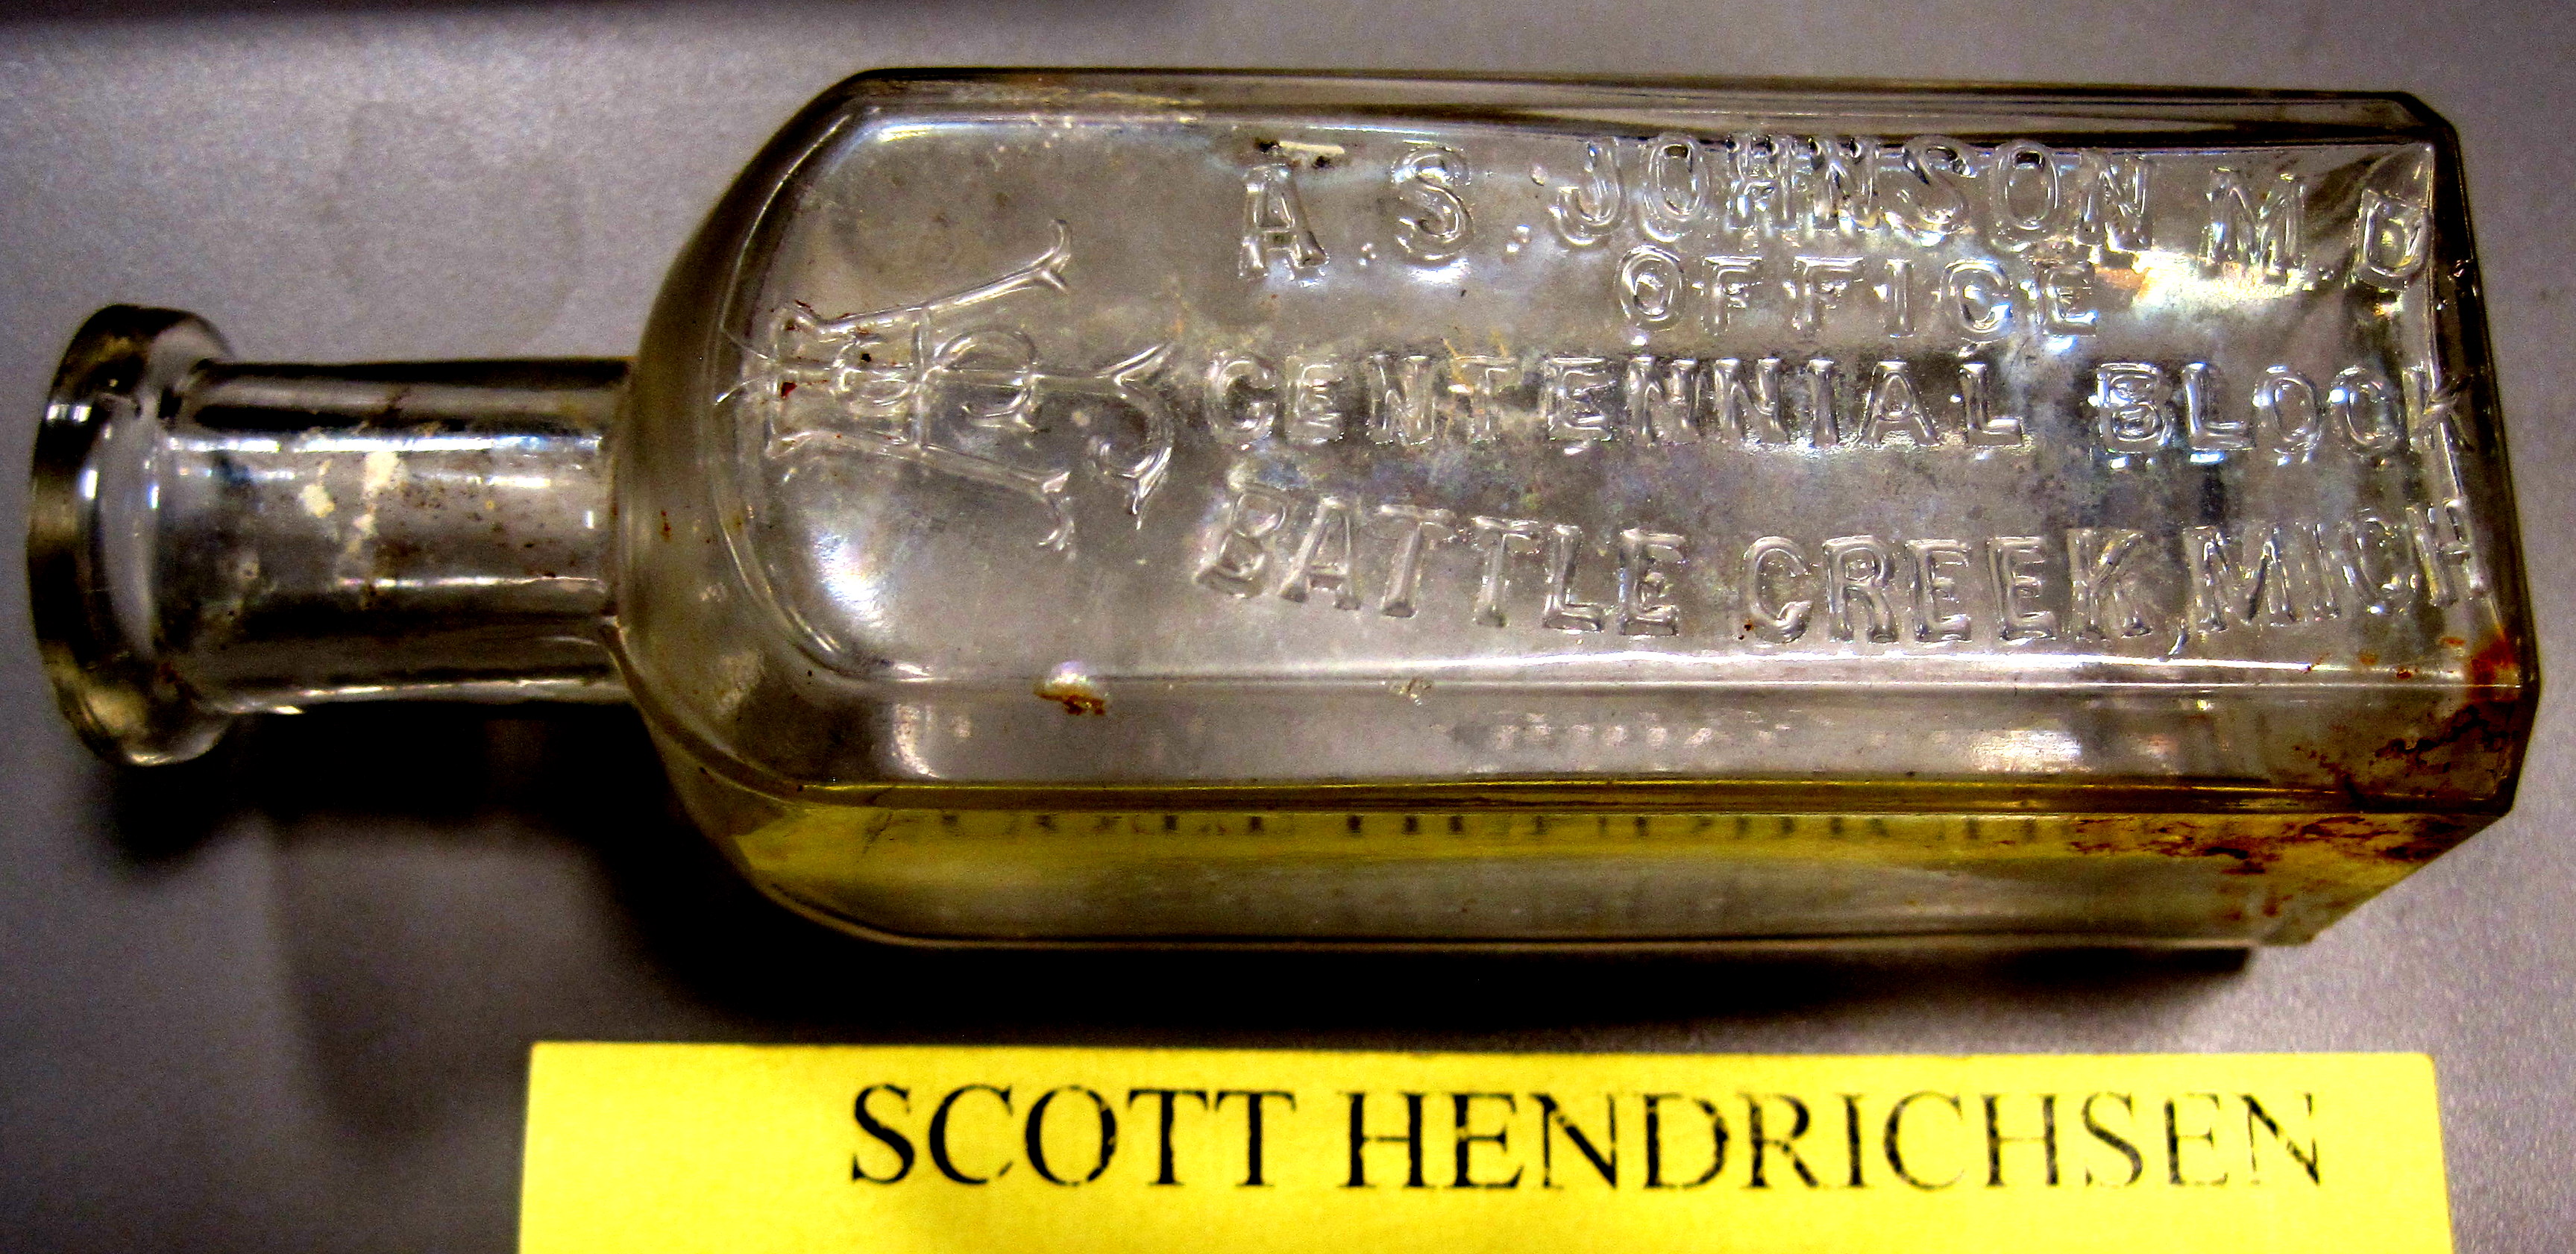 A. S. JOHNSON M. D
OFFICE
CENTENNIAL BLOCK
BATTLE CREEK, MICH
SCOTT HENDRICHSEN